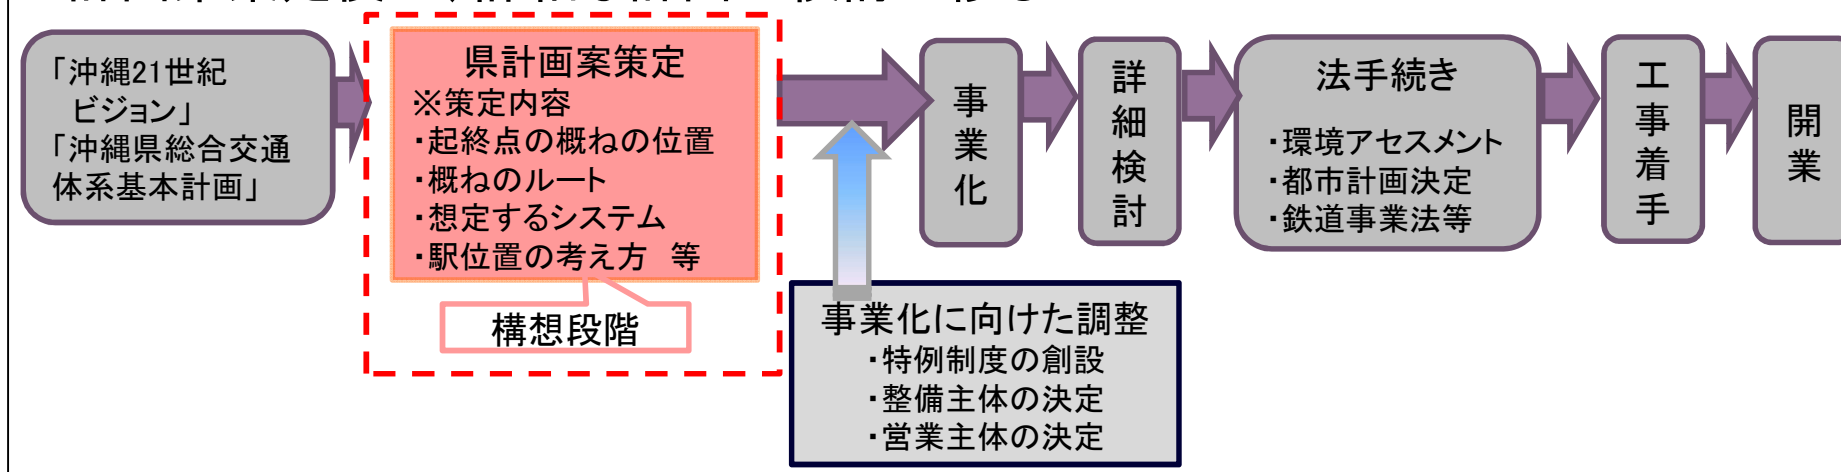 「沖縄21世紀
ビジョン」
「沖縄県総合交通
体系基本計画」
県計画案策定
※策定内容
・起終点の概ねの位置
・概ねのルート
・想定するシステム
・駅位置の考え方　等
構想段階
事業化に向けた調整
・特例制度の創設
・整備主体の決定
・営業主体の決定
事業化
詳細検討
法手続き
・環境アセスメント
・都市計画決定
・鉄道事業法等
工事着手
開業